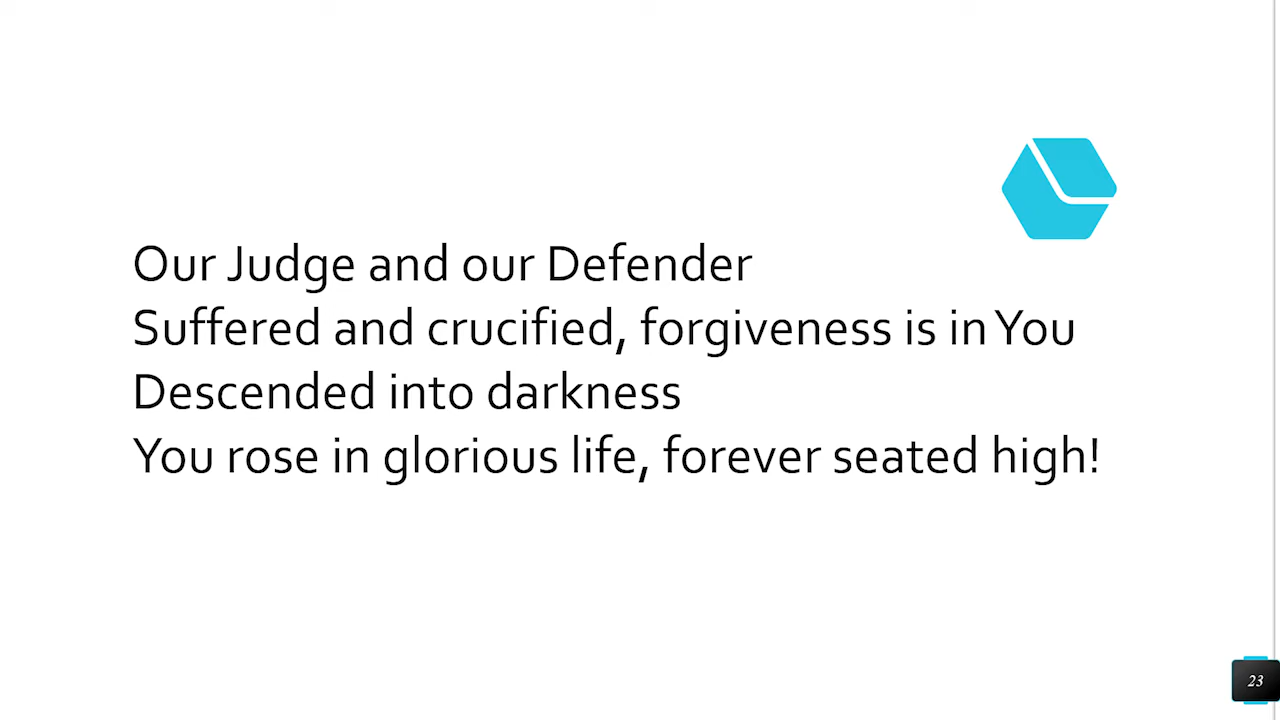 Our Judge and our Defender
Suffered and crucified, forgiveness is in You
Descended into darkness
You rose in glorious life, forever seated high!
23